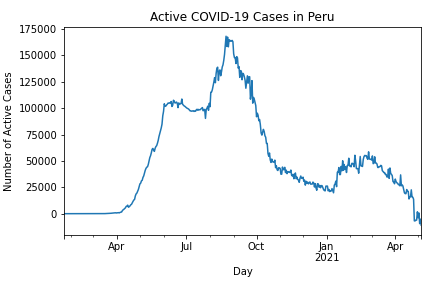 Active COVID-19 Cases in Peru
Number of Active Cases
175000
150000
125000
100000
75000
50000
25000
0
Apr
Jul
Oct
Jan
2021
Apr
Day